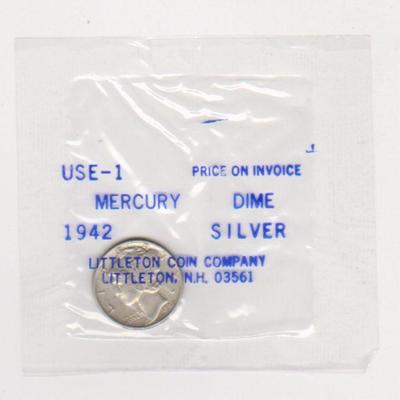 USE-1 PRICE ON INVOICE
MERCURY DIME
1942 SILVER
LITTLETON COIN COMPANY
LITTLETON, N.H. 03561